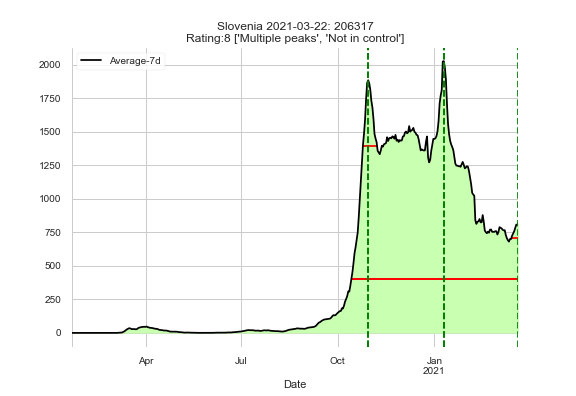 Slovenia 2021-03-22: 206317
Rating:8 ['Multiple peaks', 'Not in control']
Average-7d
2000
1750
1500
1250
1000
750
500
250
0
Apr
Jul
Oct
Jan
2021
Date